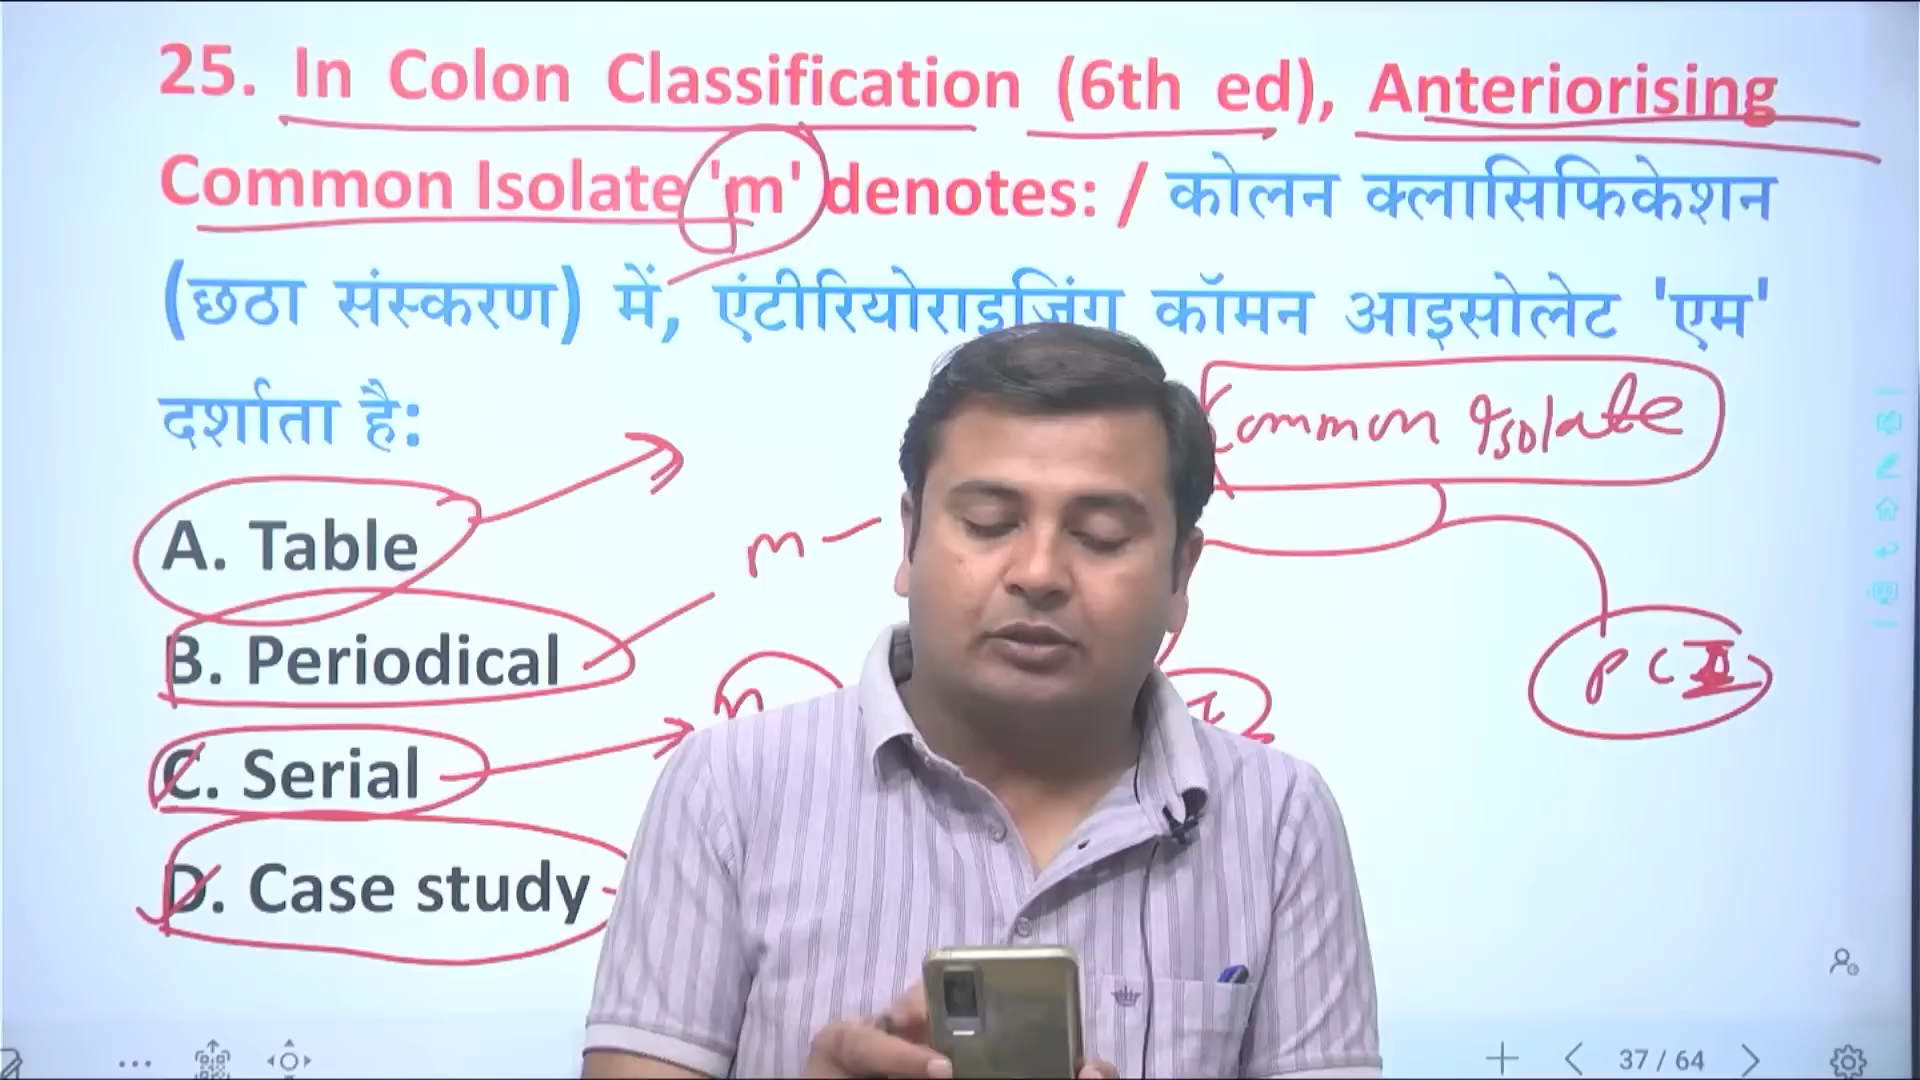 25. In Colon Classification (6th ed), Anteriorising
Common Isolate 'm' denotes: / कोलन क्लासिफिकेशन
(छठा संस्करण) में, एंटीरियोराइजिंग कॉमन आइसोलेट 'एम'
दर्शाता है:
Common Isolate
A. Table
m –
B. Periodical
PCI
n
C. Serial
D. Case study
37 / 64